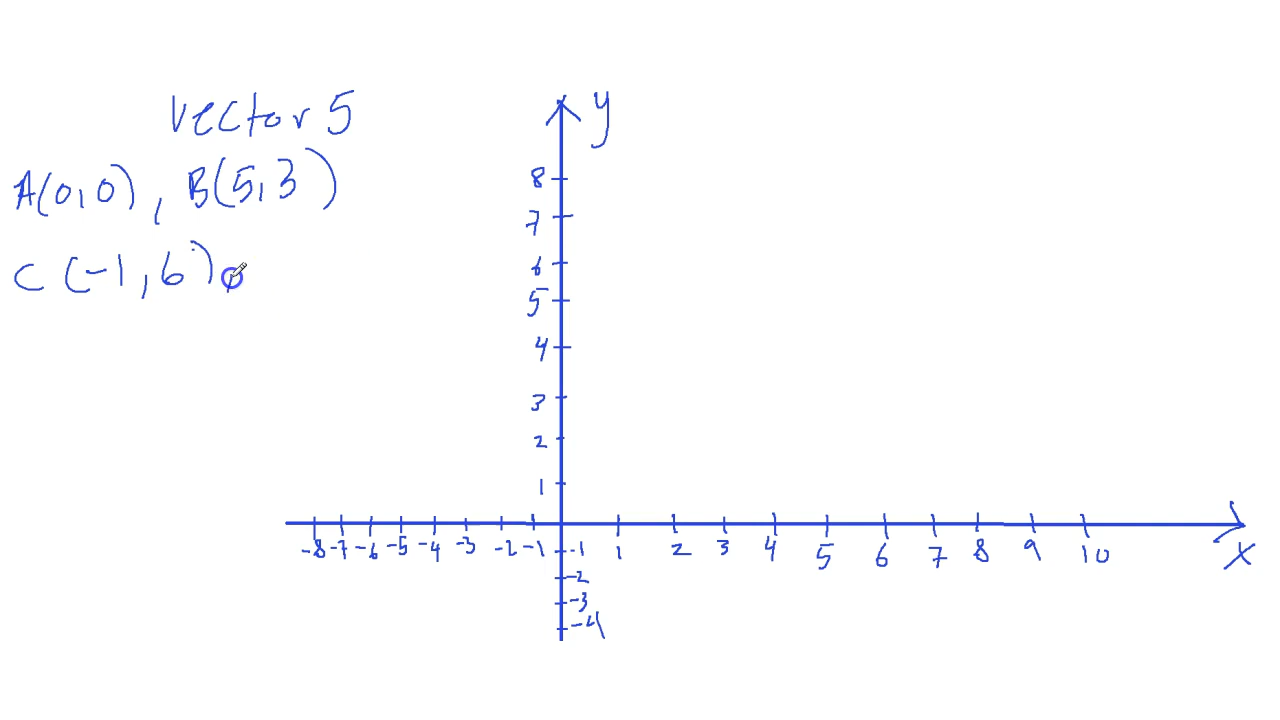 Vector 5
A(0,0), B(5,3)
C(-1,6),
y
8
7
6
5
4
3
2
1
-8 -7 -6 -5 -4 -3 -2 -1 1 2 3 4 5 6 7 8 9 10
x
-1
-2
-3
-4